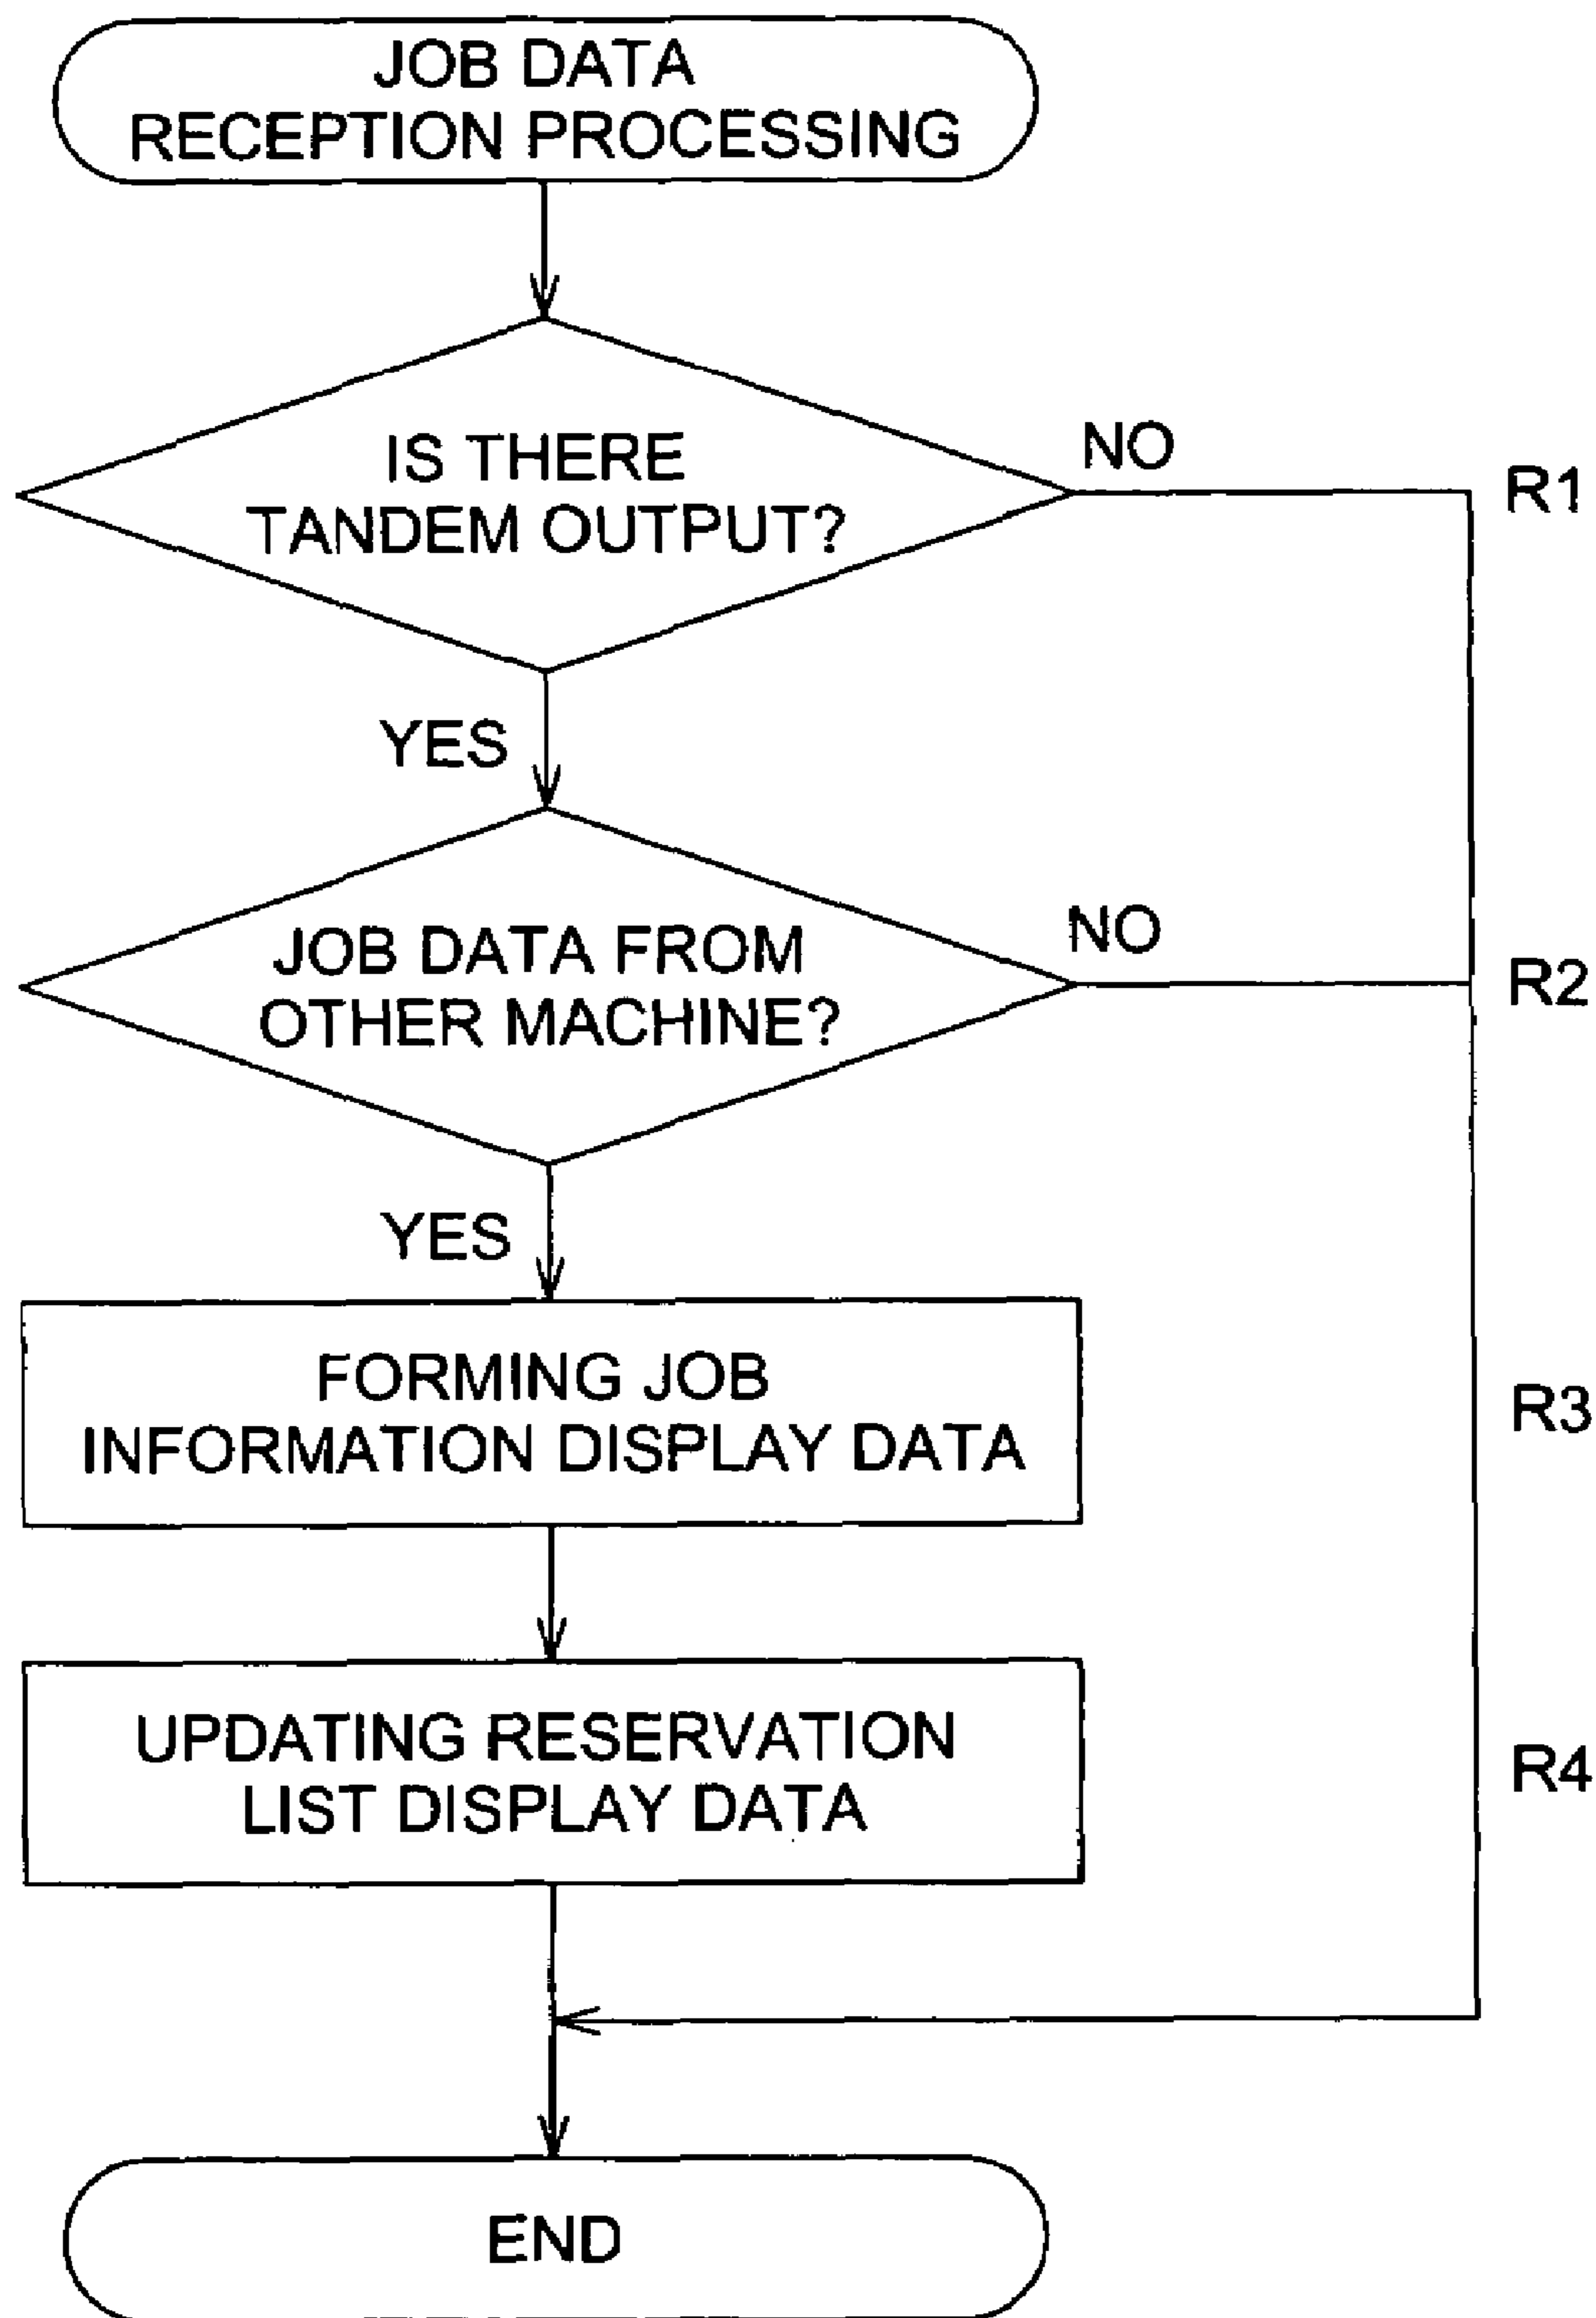 JOB DATA
RECEPTION PROCESSING
IS THERE
TANDEM OUTPUT?
NO
R1
YES
JOB DATA FROM
OTHER MACHINE?
NO
R2
YES
FORMING JOB
INFORMATION DISPLAY DATA
R3
UPDATING RESERVATION
LIST DISPLAY DATA
R4
END